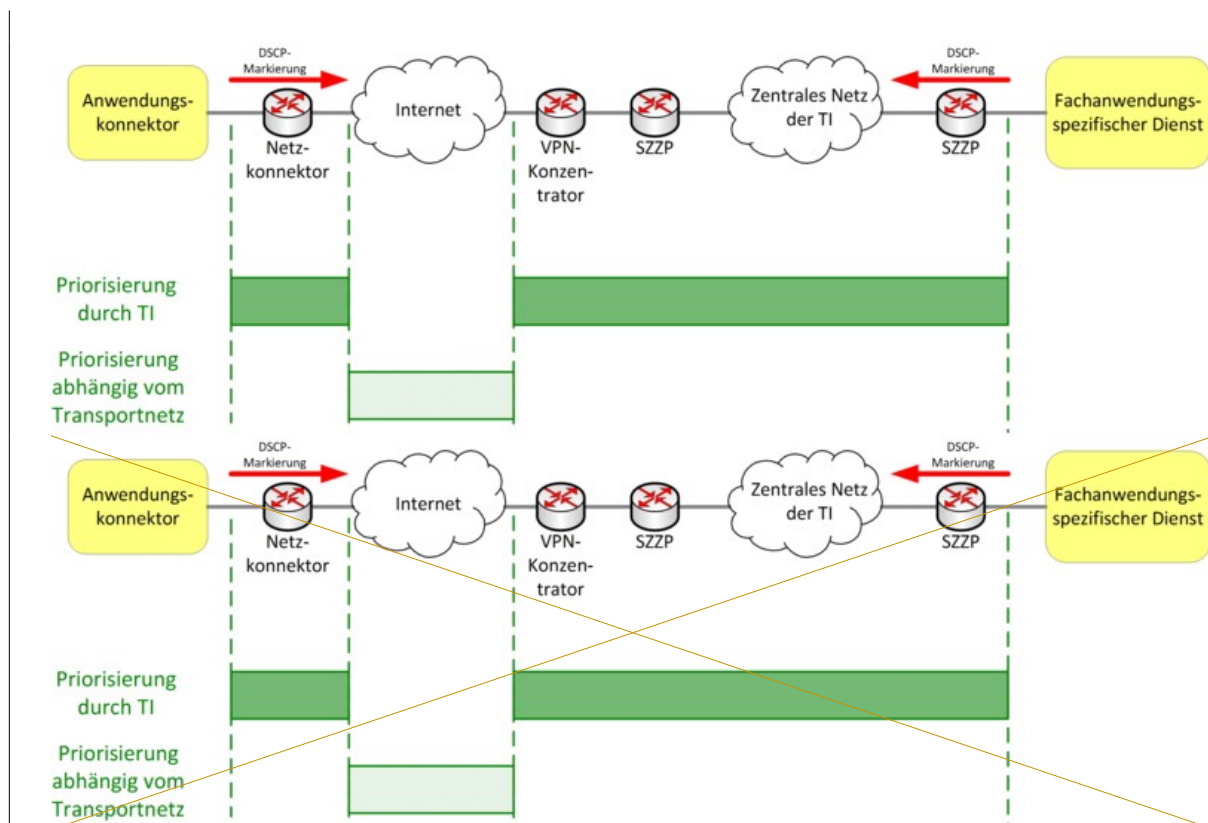 DSCP-
Markierung
DSCP-
Markierung
Anwendungs-
konnektor
Internet
Zentrales Netz
der TI
Fachanwendungs-
spezifischer Dienst
Netz-
konnektor
VPN-
Konzen-
trator
SZZP
SZZP
Priorisierung
durch TI
Priorisierung
abhängig vom
Transportnetz
DSCP-
Markierung
DSCP-
Markierung
Anwendungs-
konnektor
Internet
Zentrales Netz
der TI
Fachanwendungs-
spezifischer Dienst
Netz-
konnektor
VPN-
Konzen-
trator
SZZP
SZZP
Priorisierung
durch TI
Priorisierung
abhängig vom
Transportnetz